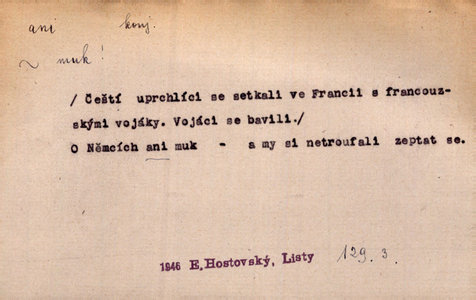 ani konj.
~ muk!
/ Čeští uprchlíci se setkali ve Francii s francouz-
skými vojáky. Vojáci se bavili./
O Němcích ani muk - a my si netroufali zeptat se.
1946 E.Hostovský, Listy 129. 3.